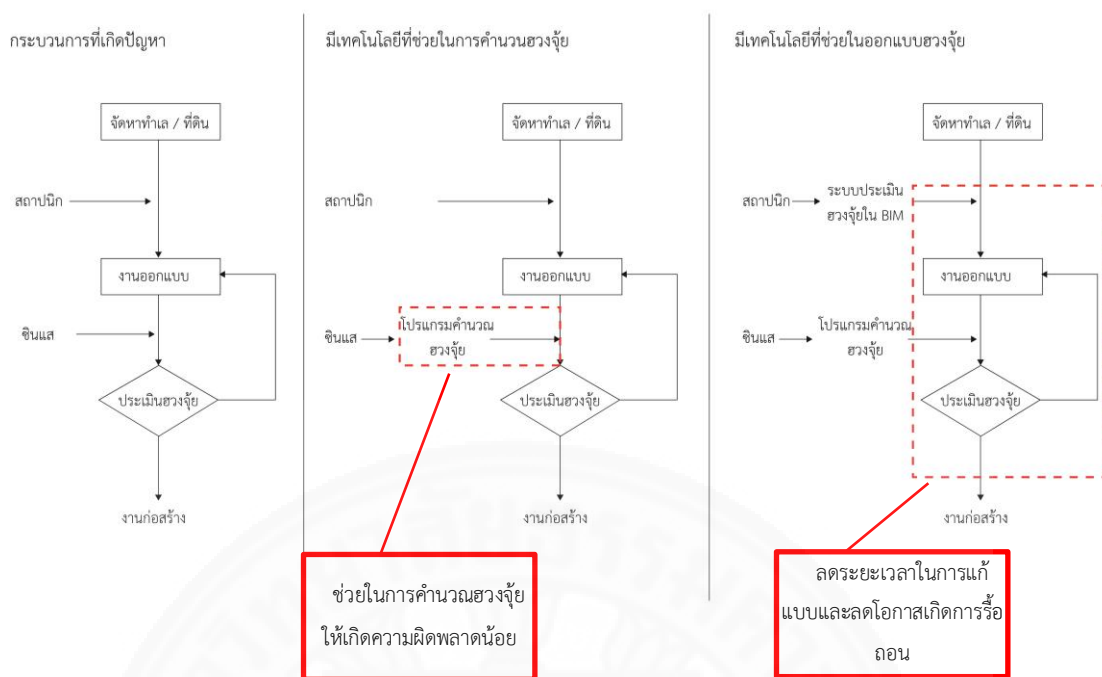 กระบวนการที่เกิดปัญหา
จัดหาทำเล / ที่ดิน
สถาปนิก
งานออกแบบ
ซินแส
ประเมินฮวงจุ้ย
งานก่อสร้าง
มีเทคโนโลยีที่ช่วยในการคำนวนฮวงจุ้ย
จัดหาทำเล / ที่ดิน
สถาปนิก
งานออกแบบ
ซินแส
โปรแกรมคำนวณ
ฮวงจุ้ย
ประเมินฮวงจุ้ย
งานก่อสร้าง
ช่วยในการคำนวณฮวงจุ้ย
ให้เกิดความผิดพลาดน้อย
มีเทคโนโลยีที่ช่วยในออกแบบฮวงจุ้ย
จัดหาทำเล / ที่ดิน
สถาปนิก
ระบบประเมิน
ฮวงจุ้ยใน BIM
งานออกแบบ
ซินแส
โปรแกรมคำนวณ
ฮวงจุ้ย
ประเมินฮวงจุ้ย
งานก่อสร้าง
ลดระยะเวลาในการแก้
แบบและลดโอกาสเกิดการรื้อ
ถอน